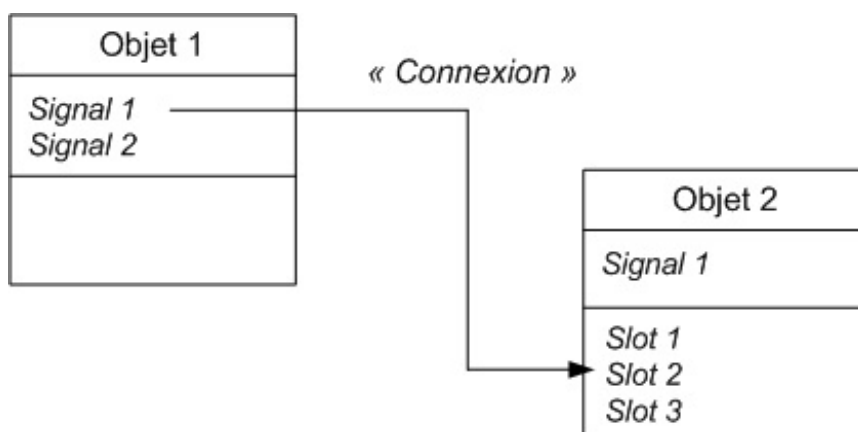 Objet 1
« Connexion »
Signal 1
Signal 2
Objet 2
Signal 1
Slot 1
Slot 2
Slot 3